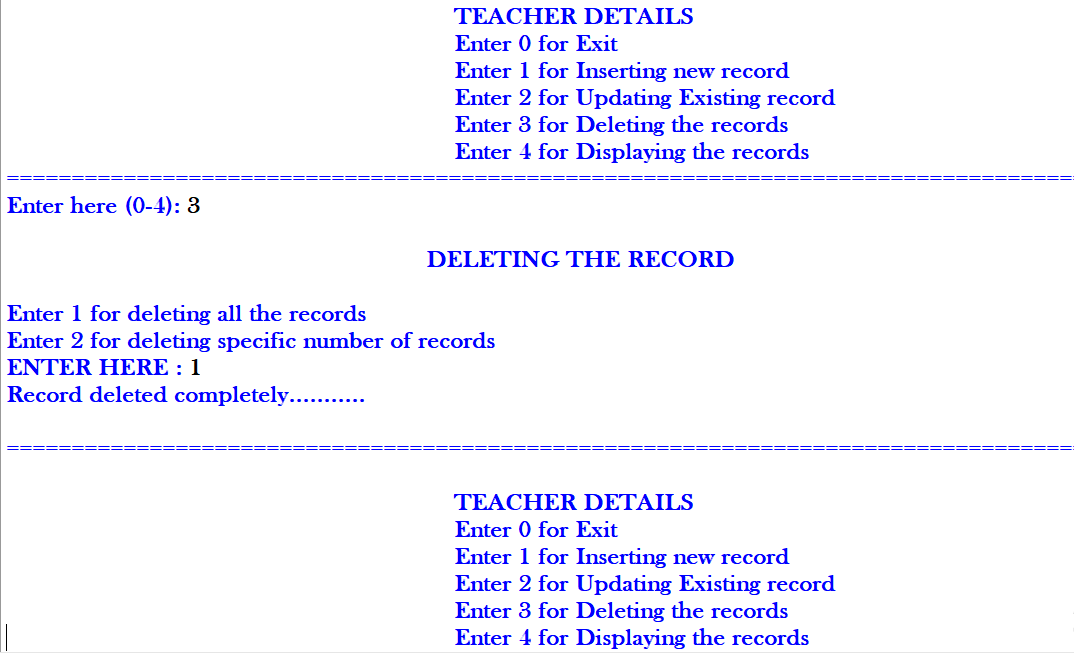 TEACHER DETAILS
Enter 0 for Exit
Enter 1 for Inserting new record
Enter 2 for Updating Existing record
Enter 3 for Deleting the records
Enter 4 for Displaying the records
==================================================================================
Enter here (0-4): 3
DELETING THE RECORD
Enter 1 for deleting all the records
Enter 2 for deleting specific number of records
ENTER HERE : 1
Record deleted completely...........
==================================================================================
TEACHER DETAILS
Enter 0 for Exit
Enter 1 for Inserting new record
Enter 2 for Updating Existing record
Enter 3 for Deleting the records
Enter 4 for Displaying the records